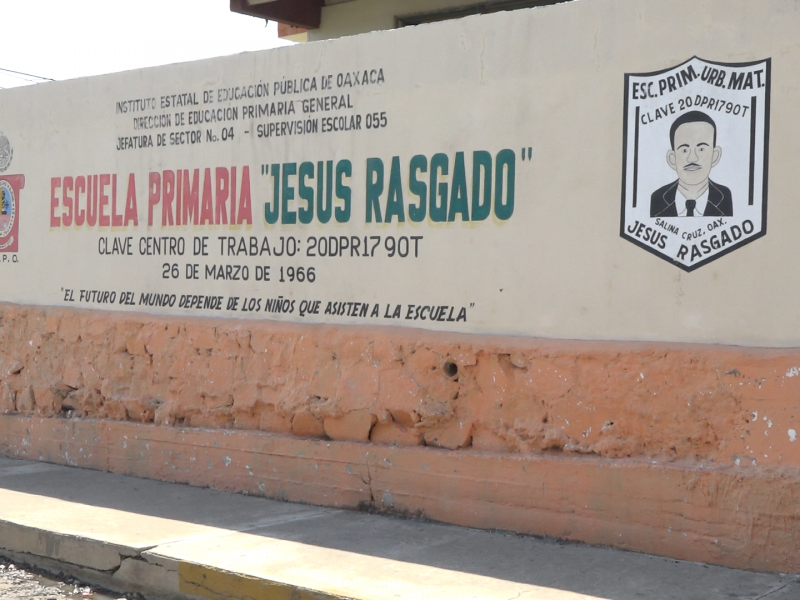 INSTITUTO ESTATAL DE EDUCACIÓN PÚBLICA DE OAXACA
DIRECCION DE EDUCACIÓN PRIMARIA GENERAL
JEFATURA DE SECTOR No. 04 - SUPERVISIÓN ESCOLAR 055
ESCUELA PRIMARIA "JESUS RASGADO"
CLAVE CENTRO DE TRABAJO: 20DPR1790T
26 DE MARZO DE 1966
"EL FUTURO DEL MUNDO DEPENDE DE LOS NIÑOS QUE ASISTEN A LA ESCUELA"
ESC. PRIM. URB. MAT.
CLAVE 20DPR1790T
SALINA CRUZ, OAX.
JESUS RASGADO
P.O.